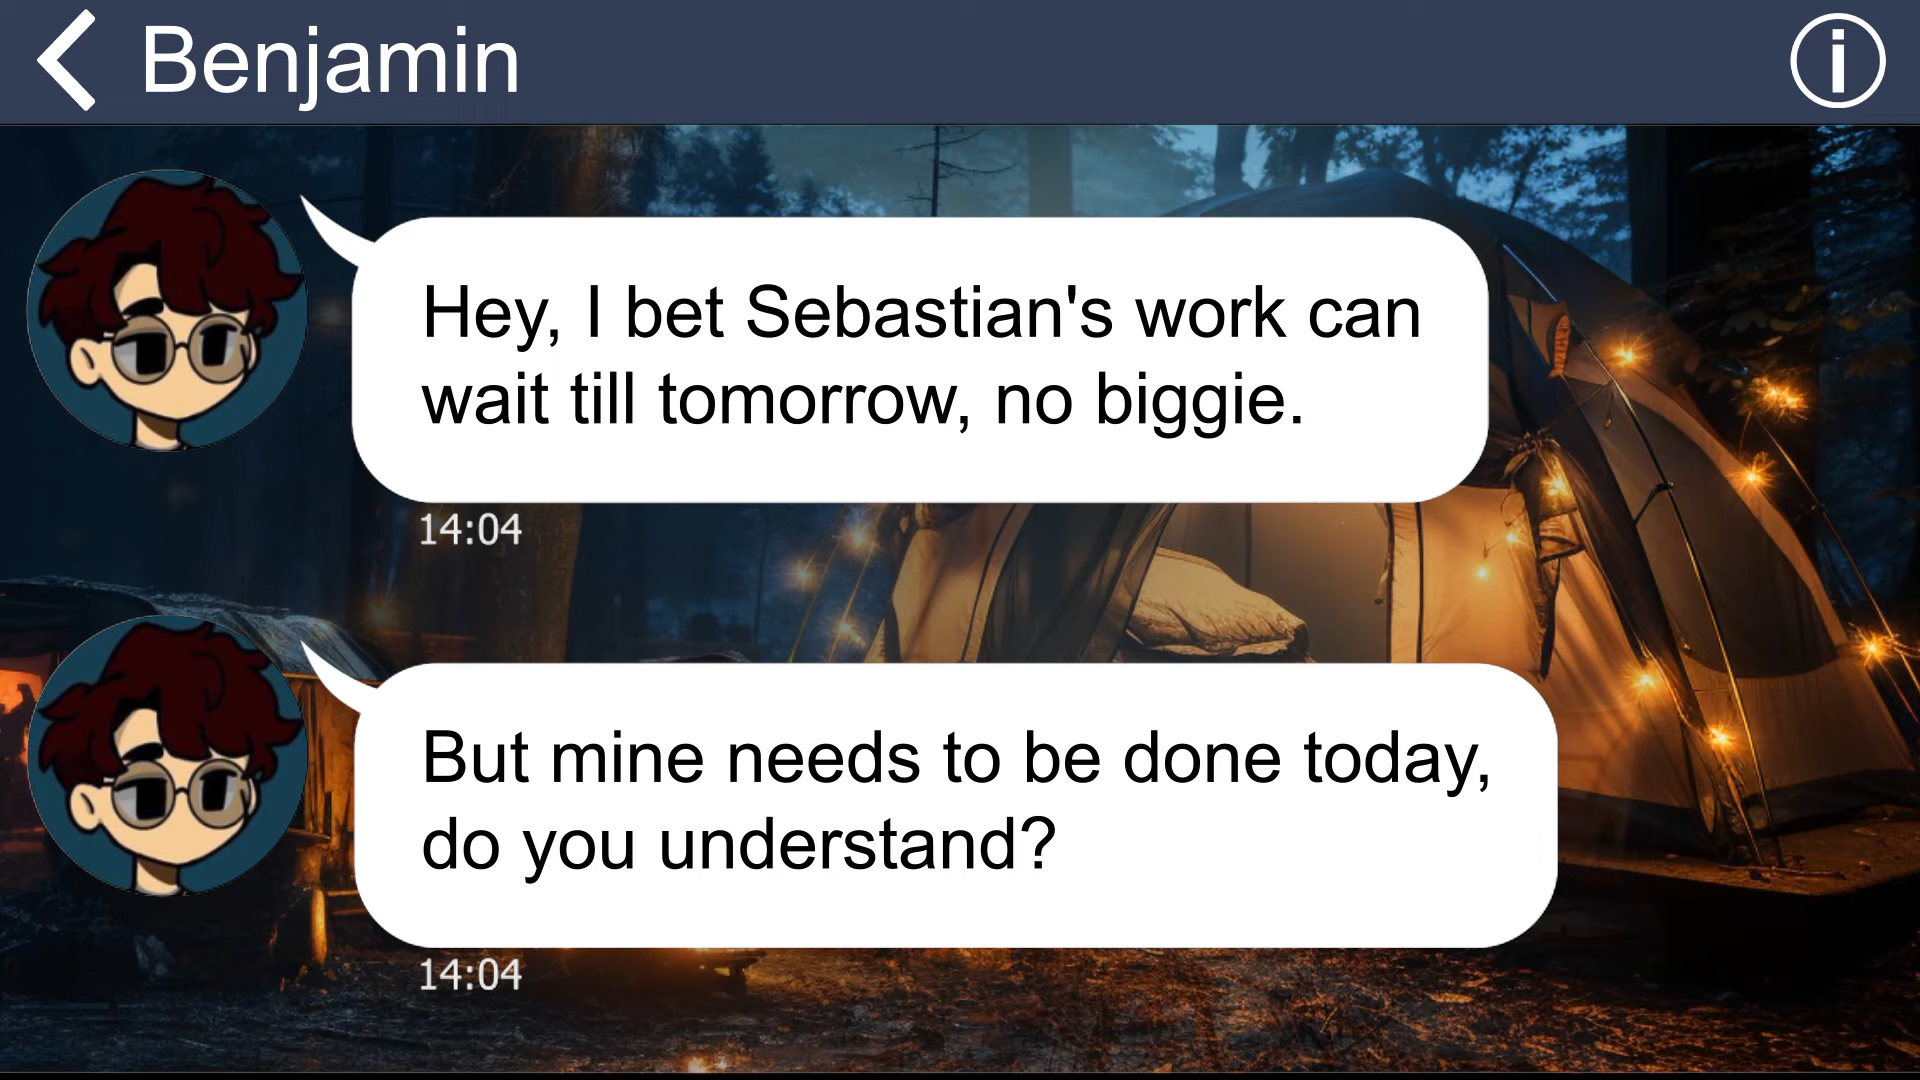 Benjamin
Hey, I bet Sebastian's work can
wait till tomorrow, no biggie.
14:04
But mine needs to be done today,
do you understand?
14:04